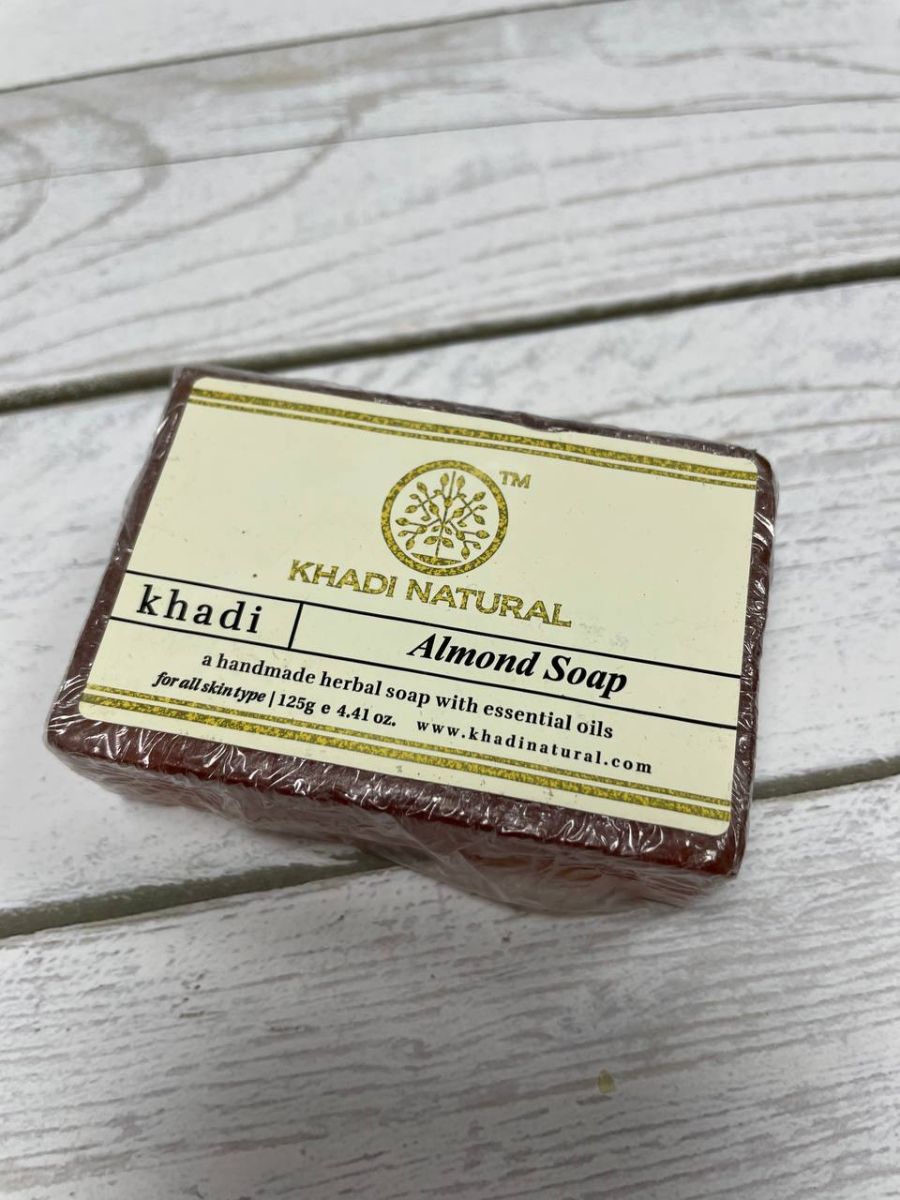 TM
KHADI NATURAL
khadi
Almond Soap
a handmade herbal soap with essential oils
for all skin type | 125g e 4.41 oz. www.khadinatural.com